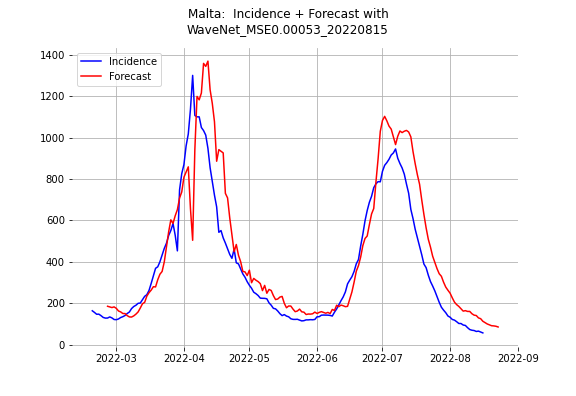 Malta:  Incidence + Forecast with
WaveNet_MSE0.00053_20220815
Incidence
Forecast
1400
1200
1000
800
600
400
200
0
2022-03 2022-04 2022-05 2022-06 2022-07 2022-08 2022-09